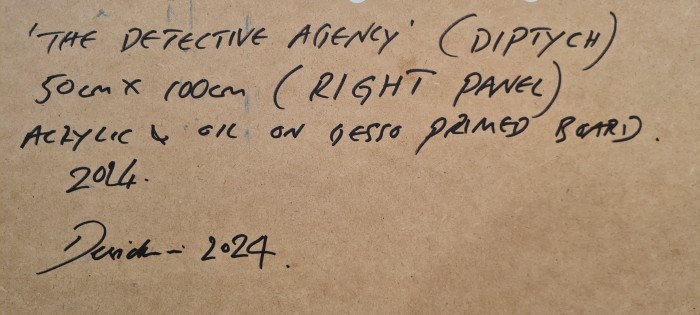 'THE DETECTIVE AGENCY' (DIPTYCH)
50cm x 100cm (RIGHT PANEL)
ACRYLIC & OIL ON GESSO PRIMED BOARD.
2024.
2024.